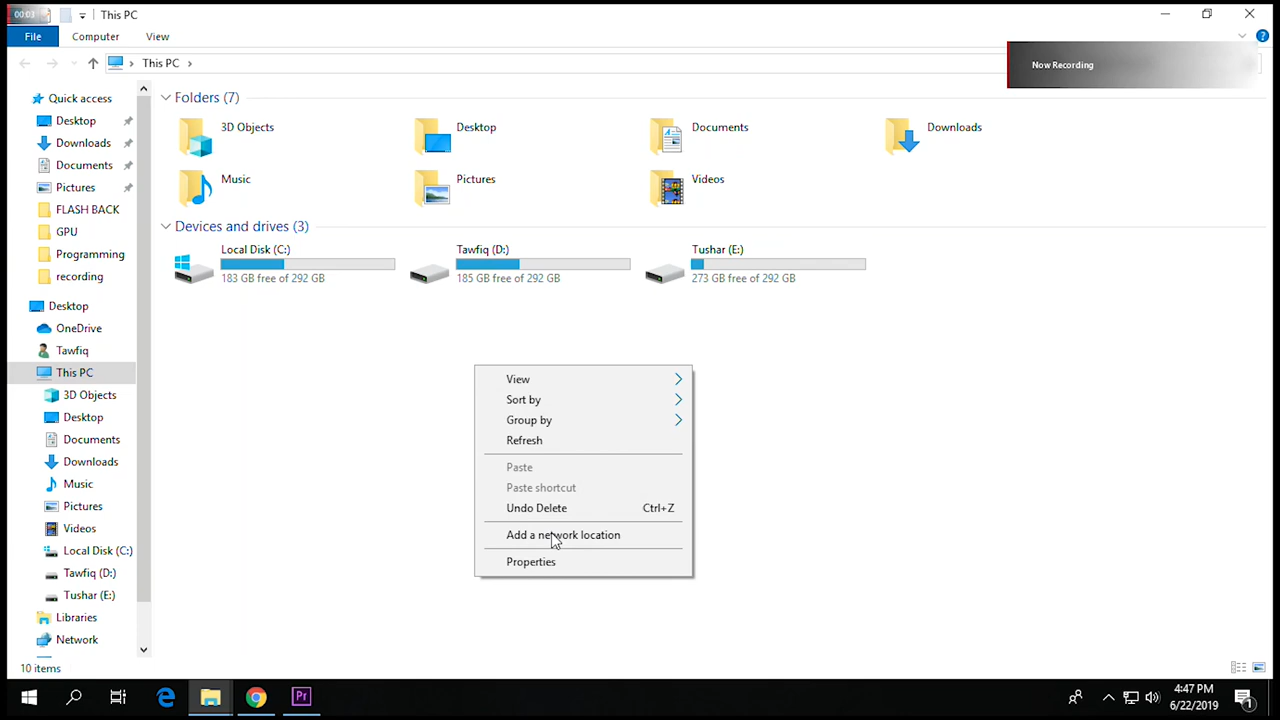 00:03
This PC
File
Computer
View
This PC
Now Recording
Quick access
Desktop
Downloads
Documents
Pictures
FLASH BACK
GPU
Programming
recording
Desktop
OneDrive
Tawfiq
This PC
3D Objects
Desktop
Documents
Downloads
Music
Pictures
Videos
Local Disk (C:)
Tawfiq (D:)
Tushar (E:)
Libraries
Network
Folders (7)
3D Objects
Desktop
Documents
Downloads
Music
Pictures
Videos
Devices and drives (3)
Local Disk (C:)
183 GB free of 292 GB
Tawfiq (D:)
185 GB free of 292 GB
Tushar (E:)
273 GB free of 292 GB
View
Sort by
Group by
Refresh
Paste
Paste shortcut
Undo Delete Ctrl+Z
Add a network location
Properties
10 items
Pr
4:47 PM
6/22/2019
1